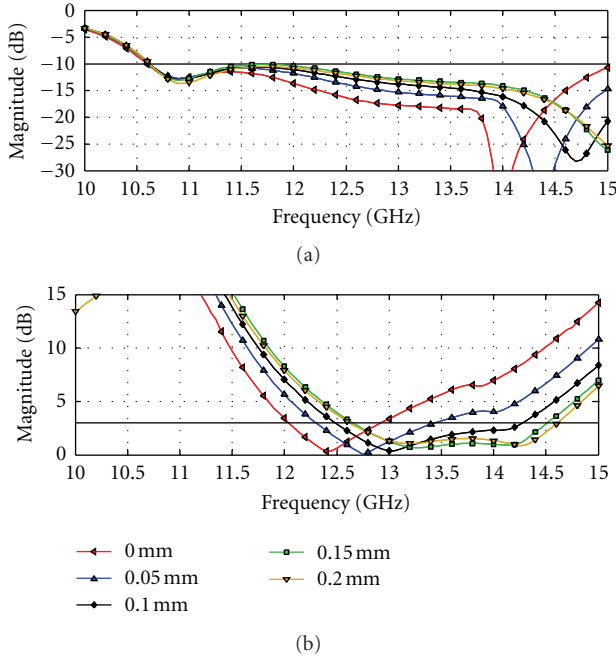 0
−5
−10
−15
−20
−25
−30
Magnitude (dB)
10 10.5 11 11.5 12 12.5 13 13.5 14 14.5 15
Frequency (GHz)
(a)
15
10
5
0
Magnitude (dB)
10 10.5 11 11.5 12 12.5 13 13.5 14 14.5 15
Frequency (GHz)
0 mm
0.05 mm
0.1 mm
0.15 mm
0.2 mm
(b)